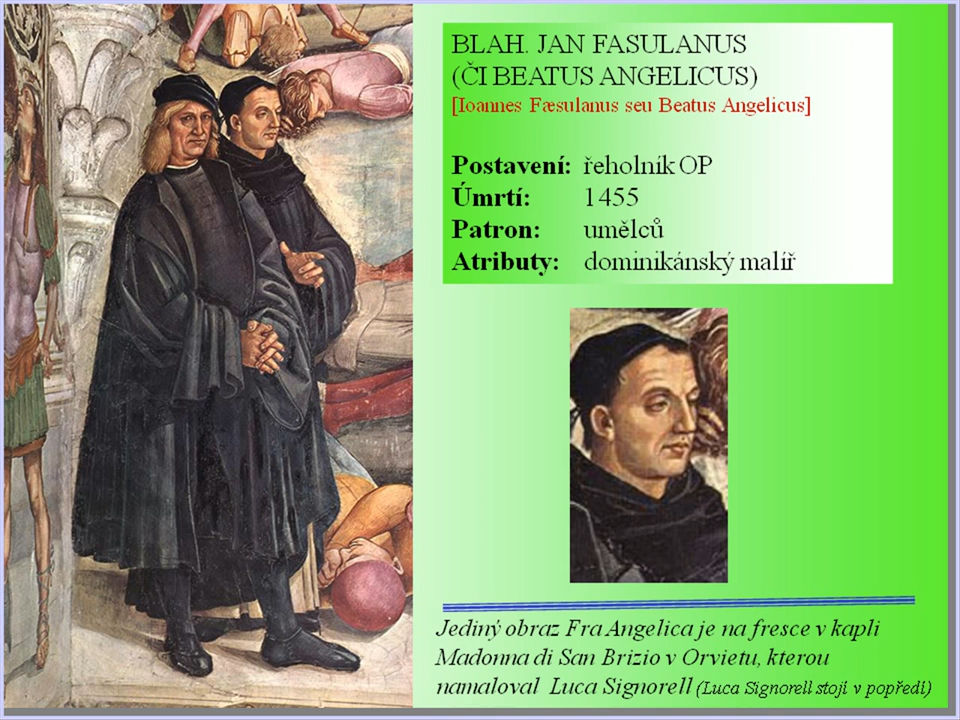 BLAH. JAN FASULANUS
(ČI BEATUS ANGELICUS)
[Ioannes Fæsulanus seu Beatus Angelicus]
Postavení: řeholník OP
Úmrtí: 1455
Patron: umělců
Atributy: dominikánský malíř
Jediný obraz Fra Angelica je na fresce v kapli
Madonna di San Brizio v Orvietu, kterou
namaloval Luca Signorell (Luca Signorell stojí v popředí)